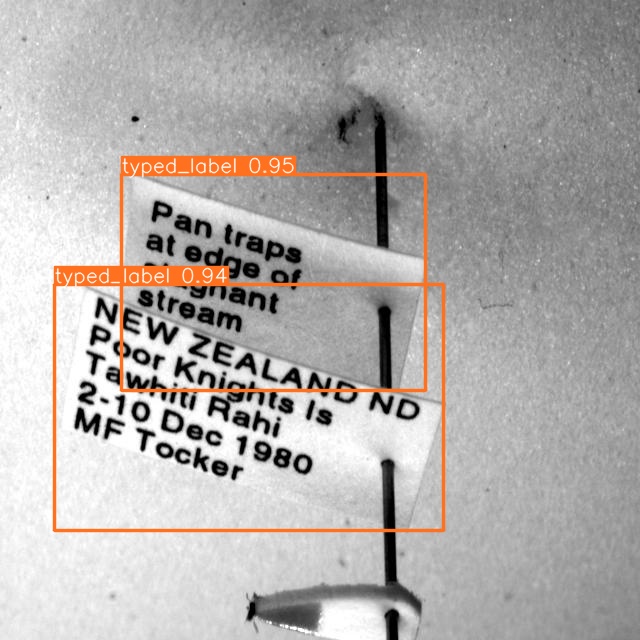 typed_label 0.95
Pan traps
at edge of
stagnant
stream
typed_label 0.94
NEW ZEALAND ND
Poor Knights Is
Tawhiti Rahi
2-10 Dec 1980
MF Tocker